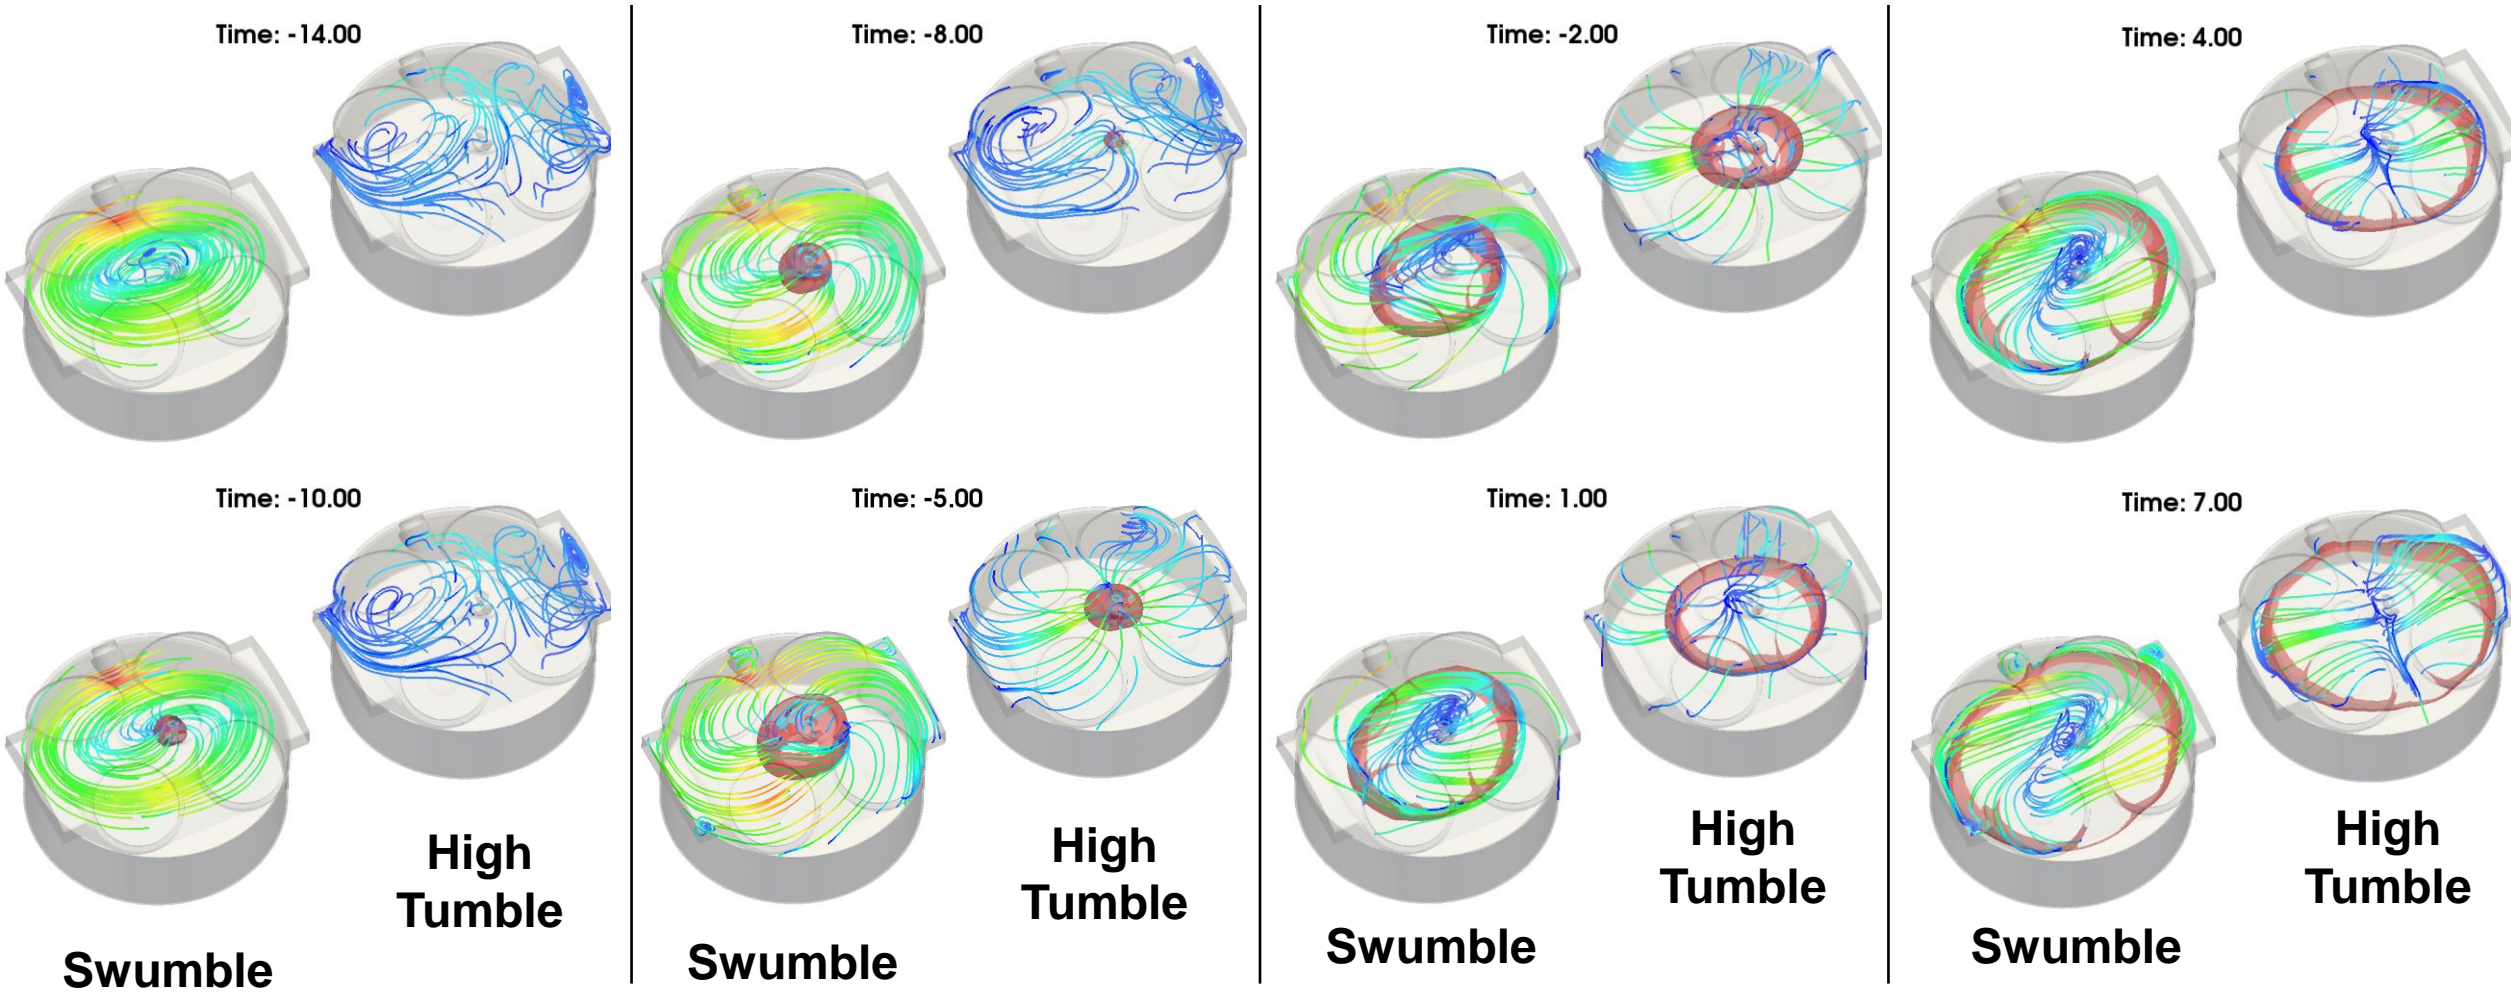 Time: -14.00
Time: -10.00
High
Tumble
Swumble
Time: -8.00
Time: -5.00
High
Tumble
Swumble
Time: -2.00
Time: 1.00
High
Tumble
Swumble
Time: 4.00
Time: 7.00
High
Tumble
Swumble